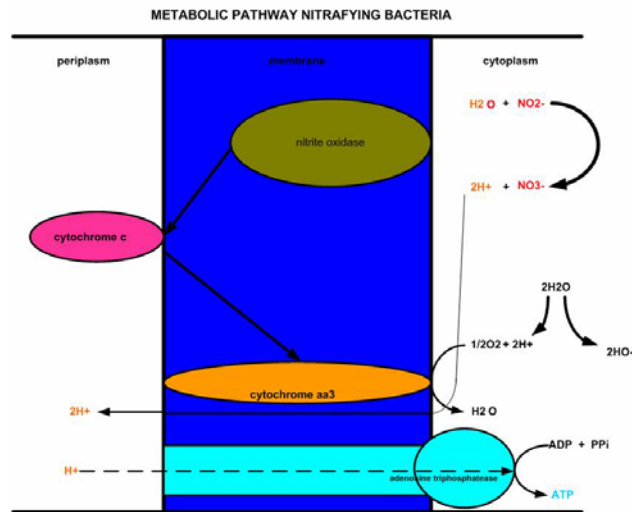 METABOLIC PATHWAY NITRAFYING BACTERIA
periplasm membrane cytoplasm
H2 O + NO2-
nitrite oxidase
2H+ + NO3-
cytochrome c
2H2O
1/2O2 + 2H+ 2HO-
cytochrome aa3
2H+ H2 O
ADP + PPi
H+ adenosine triphosphatease
ATP